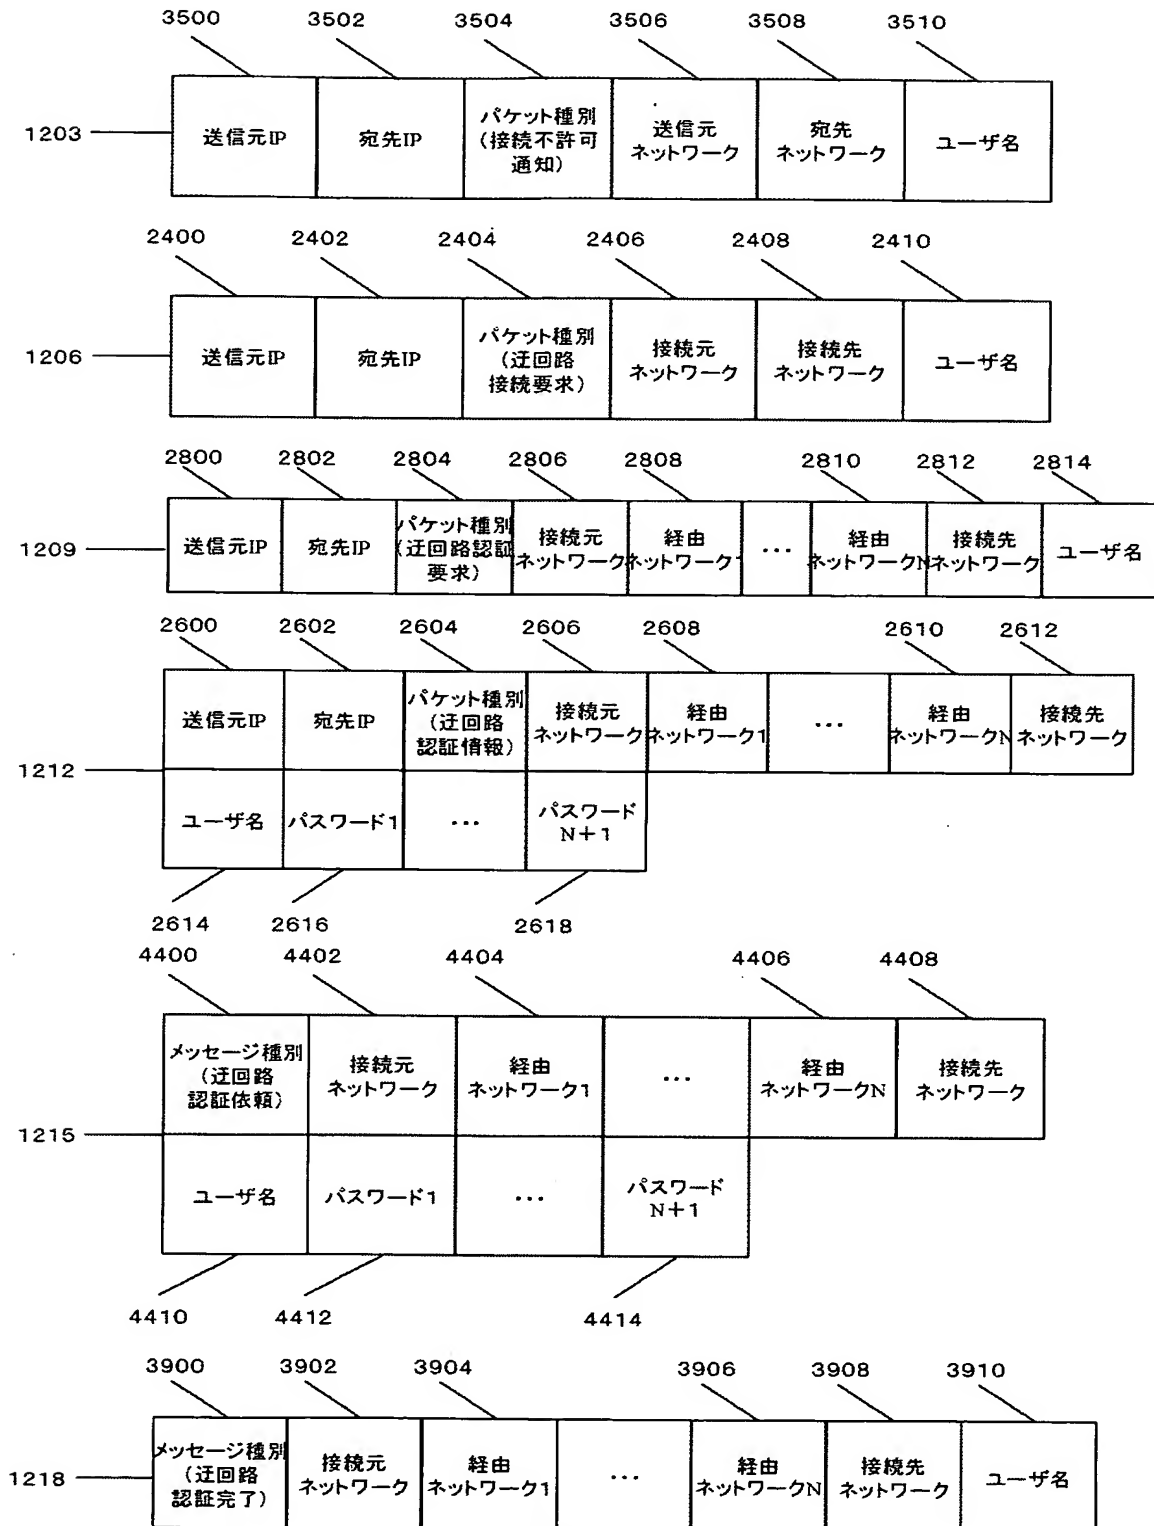 3500 3502 3504 3506 3508 3510
1203
送信元IP
宛先IP
パケット種別
(接続不許可
通知)
送信元
ネットワーク
宛先
ネットワーク
ユーザ名
2400 2402 2404 2406 2408 2410
1206
送信元IP
宛先IP
パケット種別
(迂回路
接続要求)
接続元
ネットワーク
接続先
ネットワーク
ユーザ名
2800 2802 2804 2806 2808 2810 2812 2814
1209
送信元IP
宛先IP
パケット種別
(迂回路認証
要求)
接続元
ネットワーク
経由
ネットワーク1
...
経由
ネットワークN
接続先
ネットワーク
ユーザ名
2600 2602 2604 2606 2608 2610 2612
1212
送信元IP
宛先IP
パケット種別
(迂回路
認証情報)
接続元
ネットワーク
経由
ネットワーク1
...
経由
ネットワークN
接続先
ネットワーク
ユーザ名
パスワード1
...
パスワード
N+1
2614 2616 2618
4400 4402 4404 4406 4408
1215
メッセージ種別
(迂回路
認証依頼)
接続元
ネットワーク
経由
ネットワーク1
...
経由
ネットワークN
接続先
ネットワーク
ユーザ名
パスワード1
...
パスワード
N+1
4410 4412 4414
3900 3902 3904 3906 3908 3910
1218
メッセージ種別
(迂回路
認証完了)
接続元
ネットワーク
経由
ネットワーク1
...
経由
ネットワークN
接続先
ネットワーク
ユーザ名